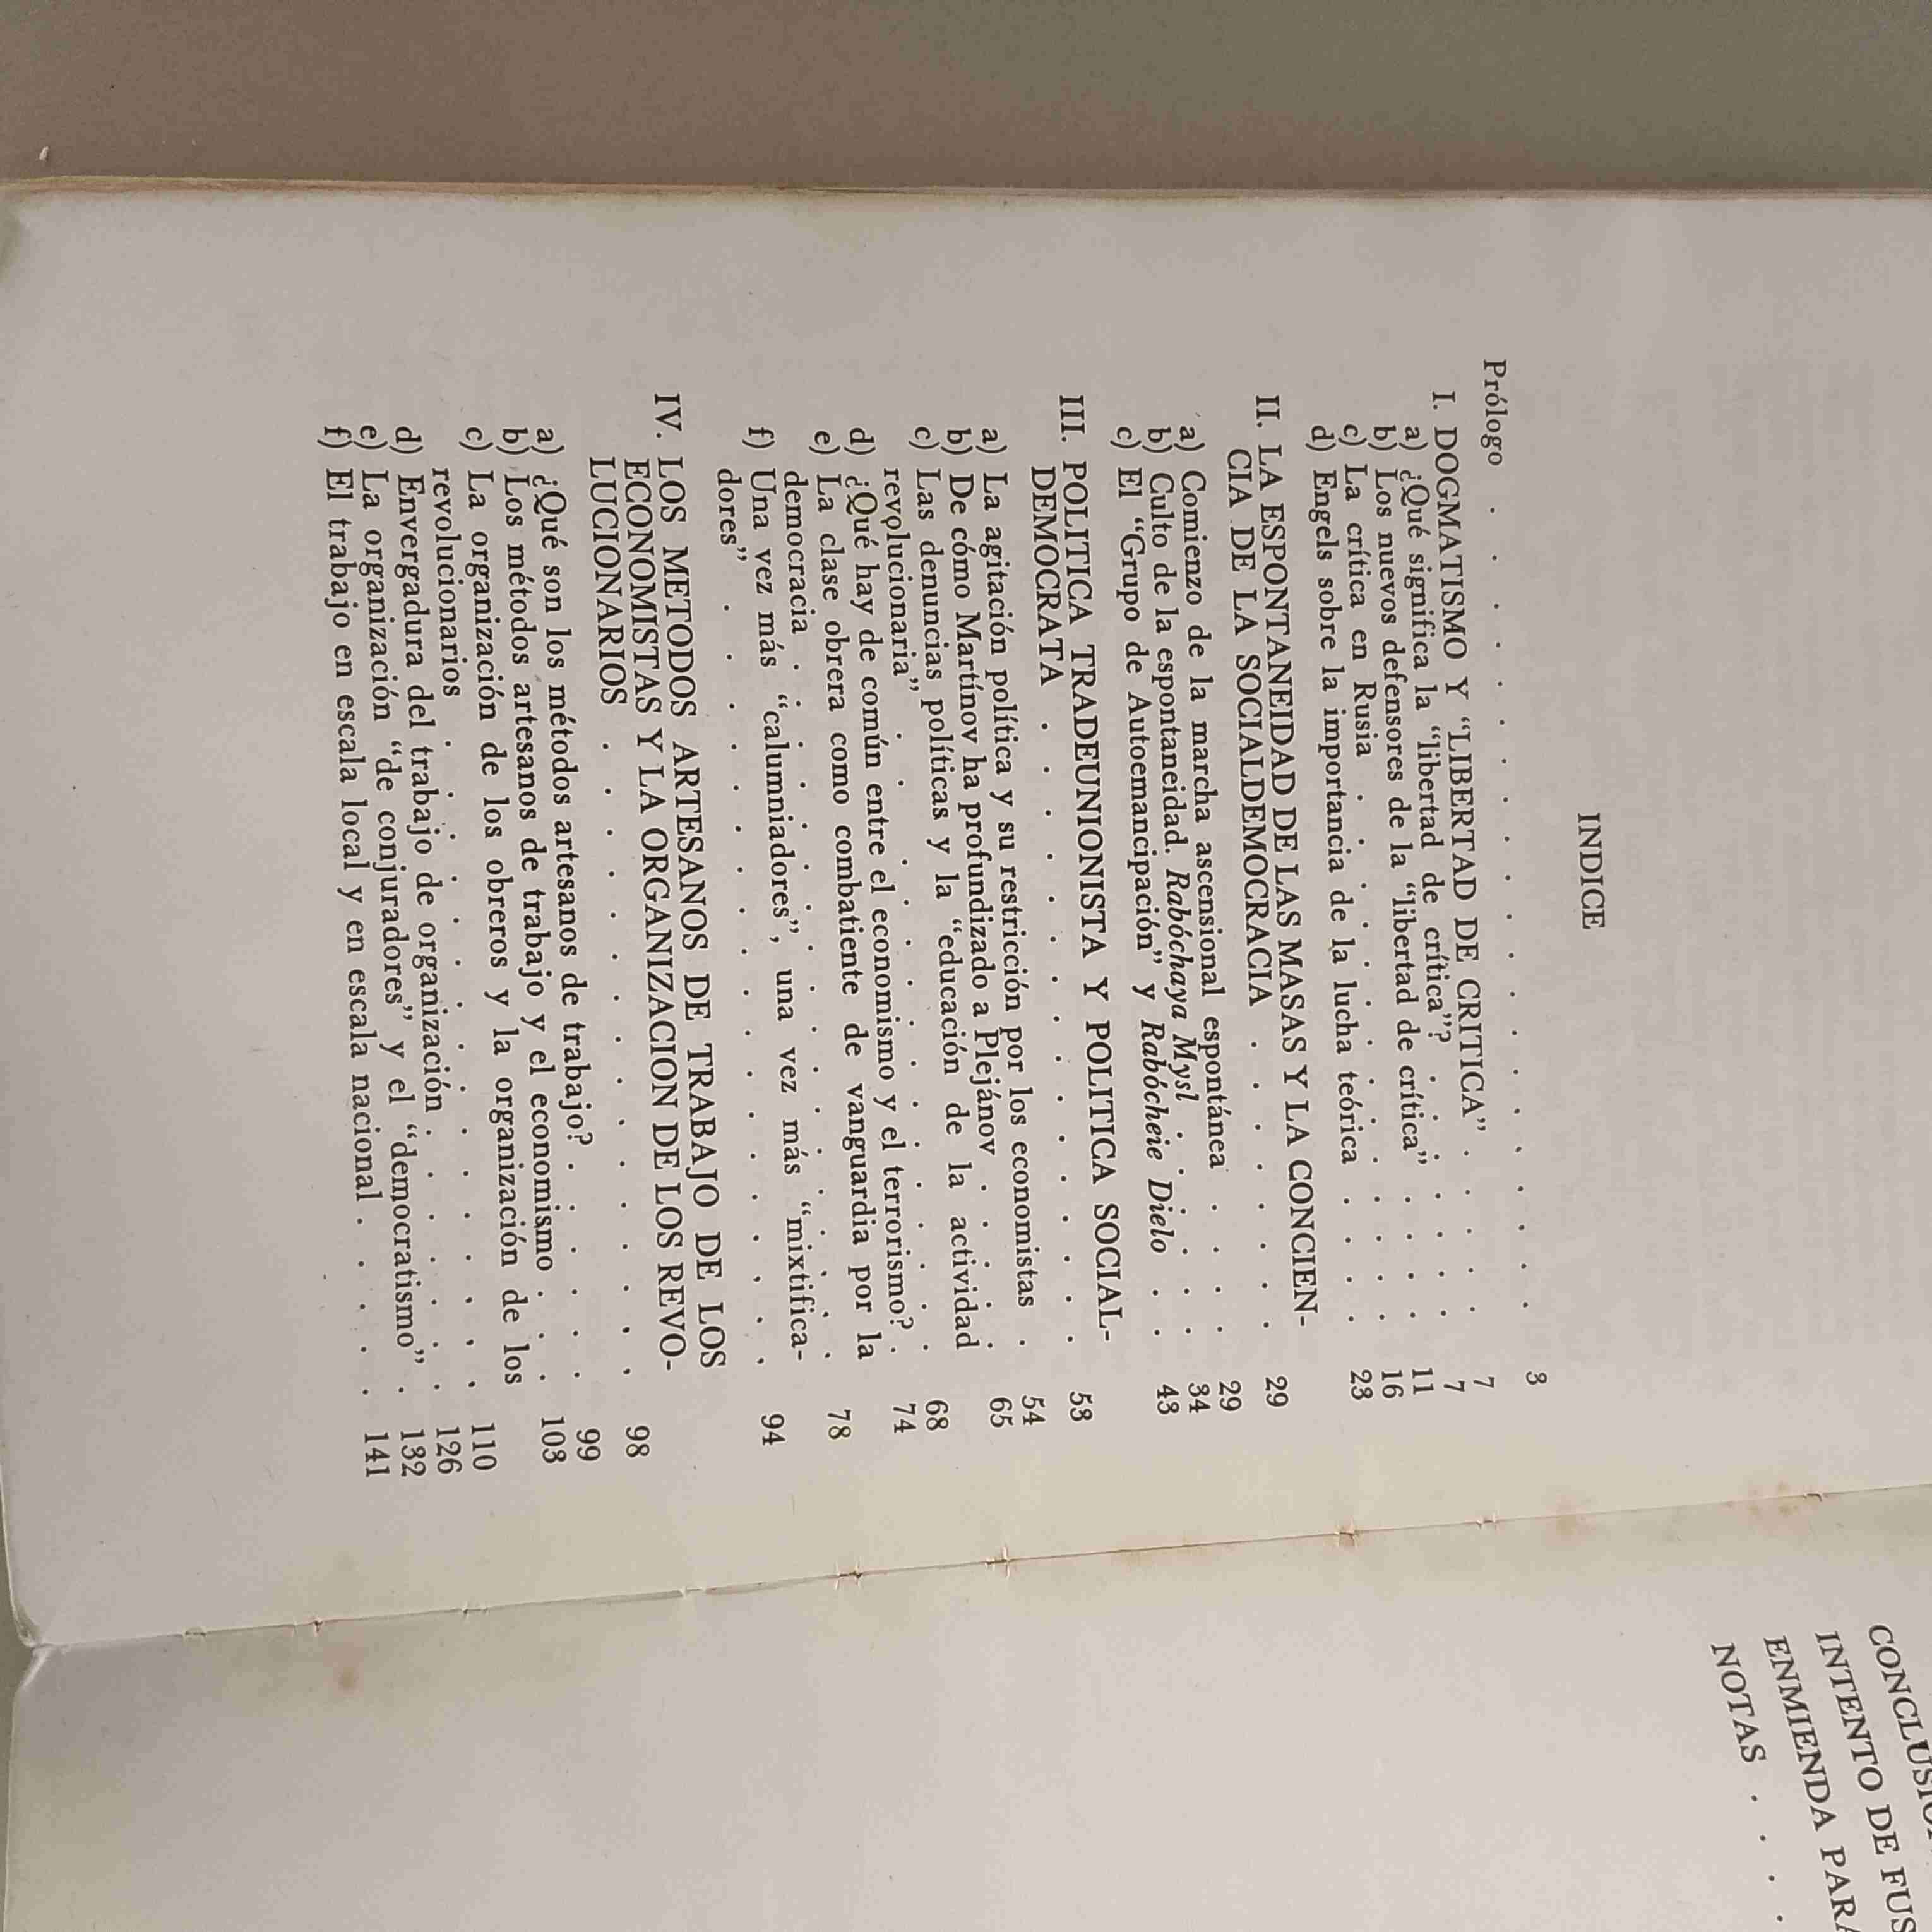 INDICE
Prólogo . . . . . . . . . . . . . . . . . 3
I. DOGMATISMO Y “LIBERTAD DE CRITICA” . . . . . 7
a) ¿Qué significa la “libertad de crítica”? . . . . . . 7
b) Los nuevos defensores de la “libertad de crítica” . . . . 11
c) La crítica en Rusia . . . . . . . . . . 16
d) Engels sobre la importancia de la lucha teórica . . . . 23
II. LA ESPONTANEIDAD DE LAS MASAS Y LA CONCIEN-
CIA DE LA SOCIALDEMOCRACIA . . . . . . . 29
a) Comienzo de la marcha ascensional espontánea . . . . 29
b) Culto de la espontaneidad. Rabóchaya Mysl . . . . . 34
c) El “Grupo de Autoemancipación” y Rabócheie Dielo . . 43
III. POLITICA TRADEUNIONISTA Y POLITICA SOCIAL-
DEMOCRATA . . . . . . . . . . . . . . 53
a) La agitación política y su restricción por los economistas . 54
b) De cómo Martínov ha profundizado a Plejánov . . . . 65
c) Las denuncias políticas y la “educación de la actividad
revolucionaria” . . . . . . . . . . . . 68
d) ¿Qué hay de común entre el economismo y el terrorismo? . 74
e) La clase obrera como combatiente de vanguardia por la
democracia . . . . . . . . . . . . . . 78
f) Una vez más “calumniadores”, una vez más “mixtifica-
dores” . . . . . . . . . . . . . . . 94
IV. LOS METODOS ARTESANOS DE TRABAJO DE LOS
ECONOMISTAS Y LA ORGANIZACION DE LOS REVO-
LUCIONARIOS . . . . . . . . . . . . . . 98
a) ¿Qué son los métodos artesanos de trabajo? . . . . . 99
b) Los métodos artesanos de trabajo y el economismo . . . 103
c) La organización de los obreros y la organización de los
revolucionarios . . . . . . . . . . . . . 110
d) Envergadura del trabajo de organización . . . . . . 126
e) La organización “de conjuradores” y el “democratismo” . 132
f) El trabajo en escala local y en escala nacional . . . . . 141
INTENTO DE
ENMIENDA
NOTAS . . . .